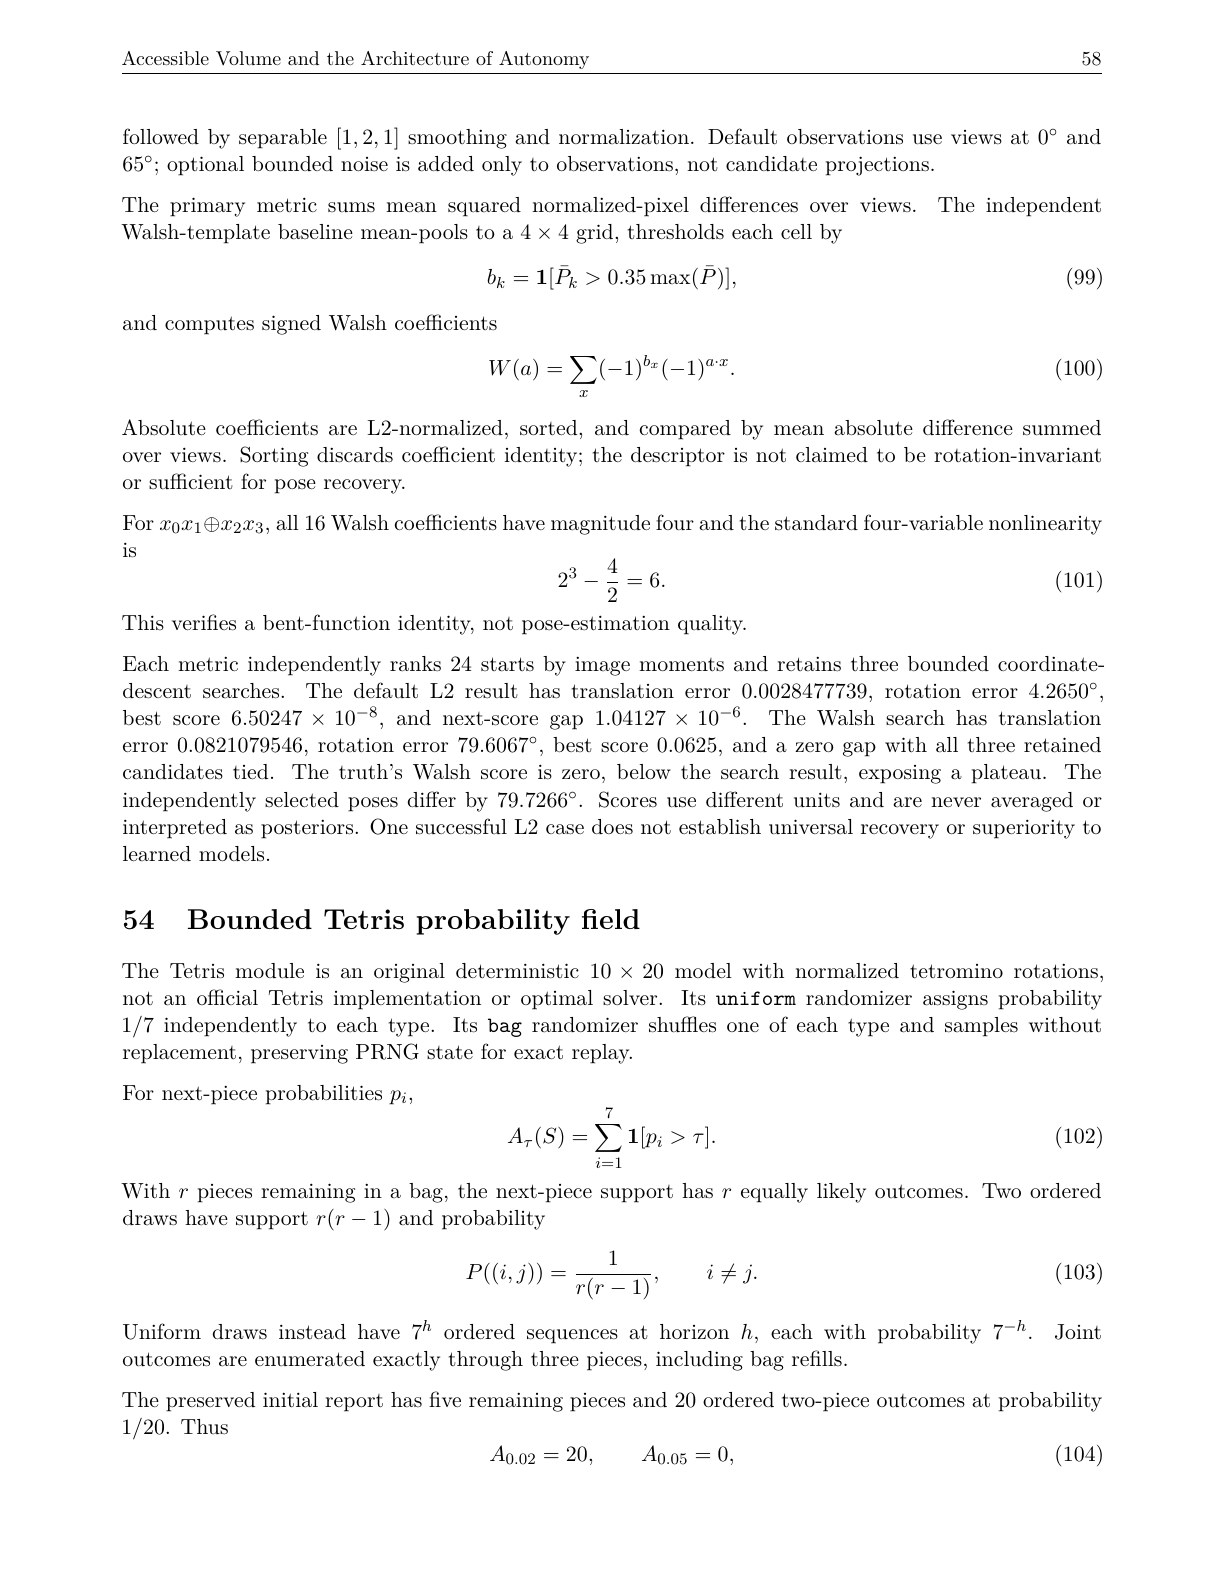 Accessible Volume and the Architecture of Autonomy 58
followed by separable [1, 2, 1] smoothing and normalization. Default observations use views at 0° and
65°; optional bounded noise is added only to observations, not candidate projections.
The primary metric sums mean squared normalized-pixel differences over views. The independent
Walsh-template baseline mean-pools to a 4 × 4 grid, thresholds each cell by
b_k = 1[P̄_k > 0.35 max(P̄)], (99)
and computes signed Walsh coefficients
W(a) = ∑_x (−1)^{b_x} (−1)^{a·x}. (100)
Absolute coefficients are L2-normalized, sorted, and compared by mean absolute difference summed
over views. Sorting discards coefficient identity; the descriptor is not claimed to be rotation-invariant
or sufficient for pose recovery.
For x₀x₁⊕x₂x₃, all 16 Walsh coefficients have magnitude four and the standard four-variable nonlinearity
is
2³ − 4/2 = 6. (101)
This verifies a bent-function identity, not pose-estimation quality.
Each metric independently ranks 24 starts by image moments and retains three bounded coordinate-
descent searches. The default L2 result has translation error 0.0028477739, rotation error 4.2650°,
best score 6.50247 × 10⁻⁸, and next-score gap 1.04127 × 10⁻⁶. The Walsh search has translation
error 0.0821079546, rotation error 79.6067°, best score 0.0625, and a zero gap with all three retained
candidates tied. The truth's Walsh score is zero, below the search result, exposing a plateau. The
independently selected poses differ by 79.7266°. Scores use different units and are never averaged or
interpreted as posteriors. One successful L2 case does not establish universal recovery or superiority to
learned models.
54 Bounded Tetris probability field
The Tetris module is an original deterministic 10 × 20 model with normalized tetromino rotations,
not an official Tetris implementation or optimal solver. Its uniform randomizer assigns probability
1/7 independently to each type. Its bag randomizer shuffles one of each type and samples without
replacement, preserving PRNG state for exact replay.
For next-piece probabilities p_i,
A_τ(S) = ∑_{i=1}^{7} 1[p_i > τ]. (102)
With r pieces remaining in a bag, the next-piece support has r equally likely outcomes. Two ordered
draws have support r(r − 1) and probability
P((i, j)) = 1/(r(r − 1)), i ≠ j. (103)
Uniform draws instead have 7^h ordered sequences at horizon h, each with probability 7^{−h}. Joint
outcomes are enumerated exactly through three pieces, including bag refills.
The preserved initial report has five remaining pieces and 20 ordered two-piece outcomes at probability
1/20. Thus
A_{0.02} = 20, A_{0.05} = 0, (104)